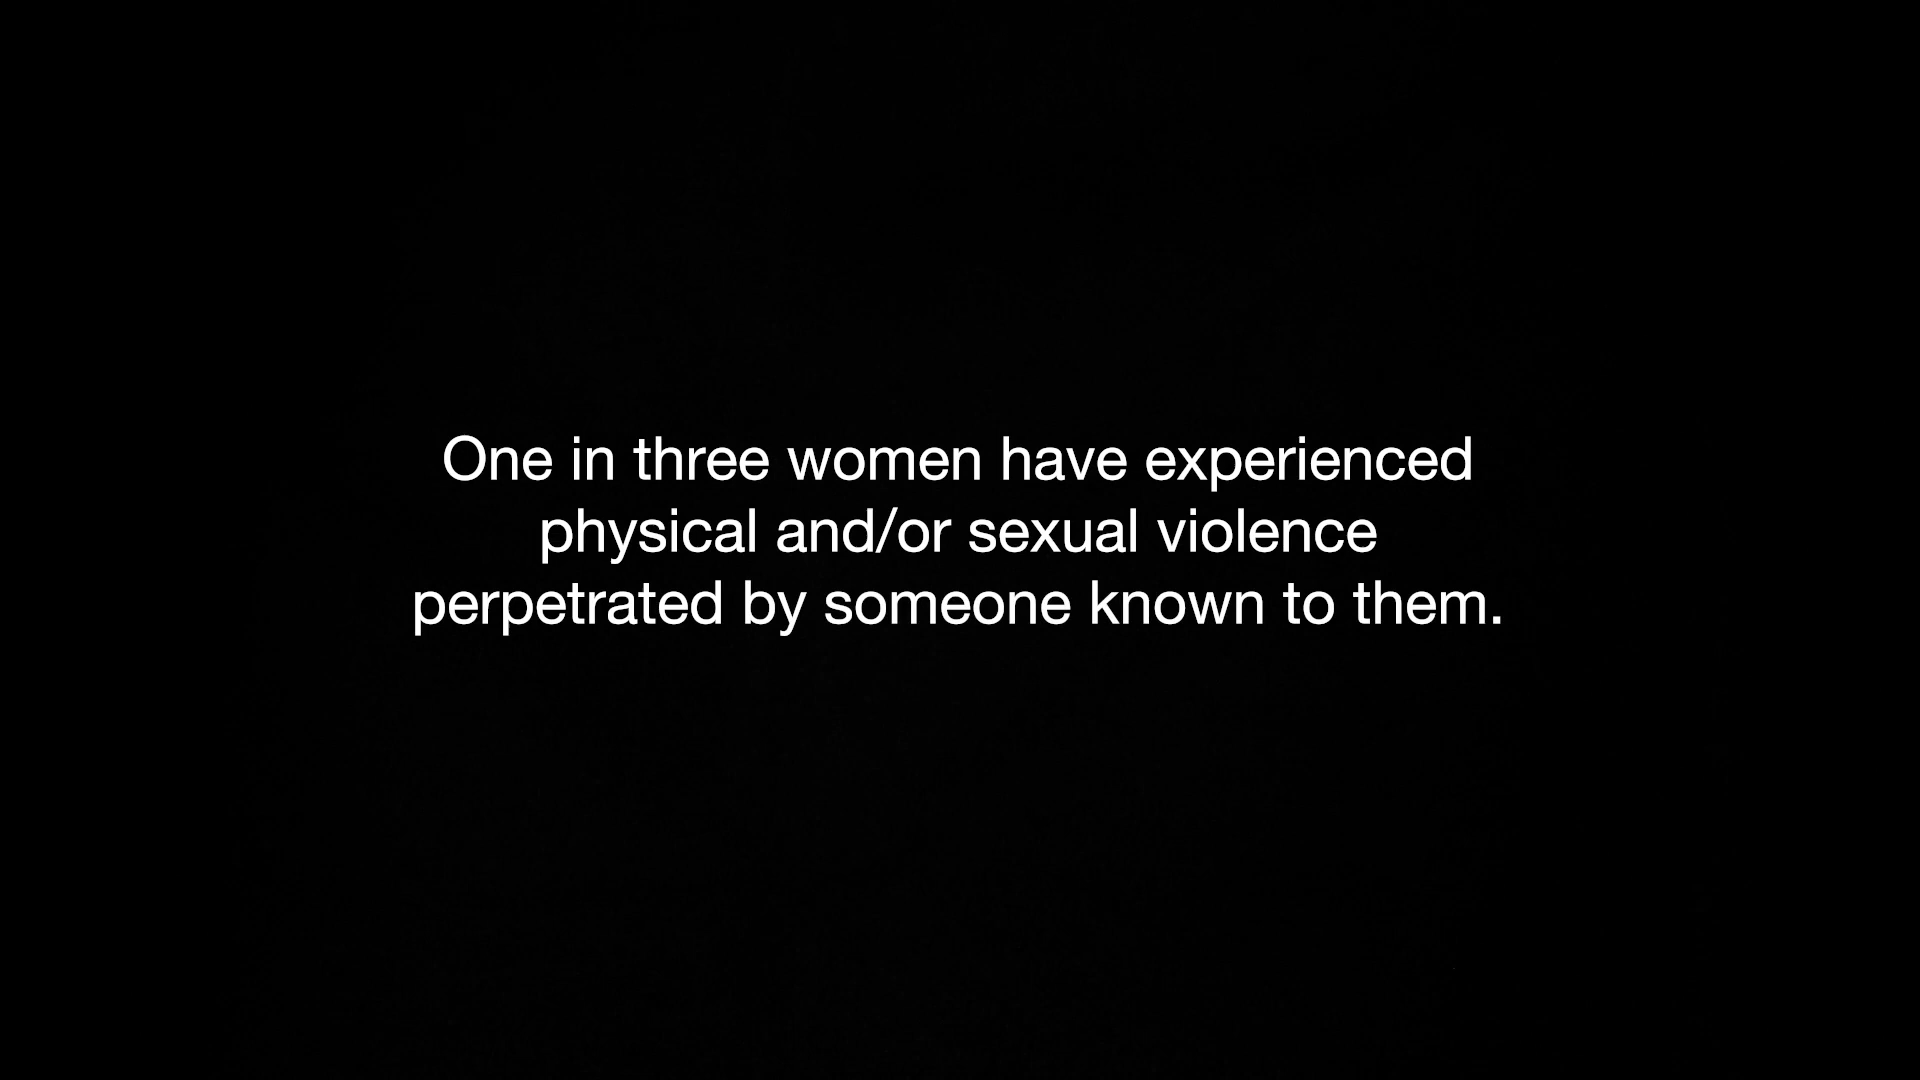 One in three women have experienced
physical and/or sexual violence
perpetrated by someone known to them.